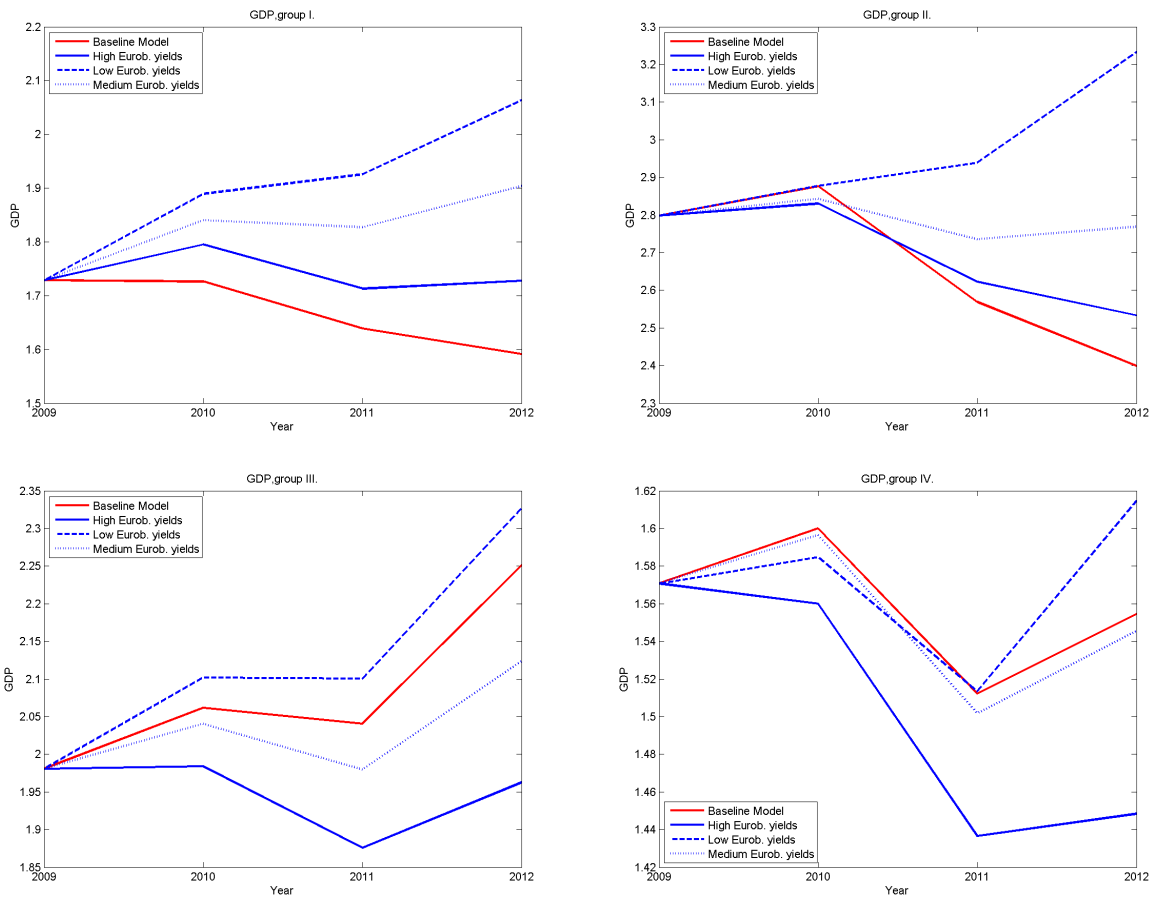 GDP,group I.
2.2
2.1
2
1.9
1.8
1.7
1.6
1.5
GDP
Baseline Model
High Eurob. yields
Low Eurob. yields
Medium Eurob. yields
2009 2010 2011 2012
Year
GDP,group II.
3.3
3.2
3.1
3
2.9
2.8
2.7
2.6
2.5
2.4
2.3
GDP
Baseline Model
High Eurob. yields
Low Eurob. yields
Medium Eurob. yields
2009 2010 2011 2012
Year
GDP,group III.
2.35
2.3
2.25
2.2
2.15
2.1
2.05
2
1.95
1.9
1.85
GDP
Baseline Model
High Eurob. yields
Low Eurob. yields
Medium Eurob. yields
2009 2010 2011 2012
Year
GDP,group IV.
1.62
1.6
1.58
1.56
1.54
1.52
1.5
1.48
1.46
1.44
1.42
GDP
Baseline Model
High Eurob. yields
Low Eurob. yields
Medium Eurob. yields
2009 2010 2011 2012
Year